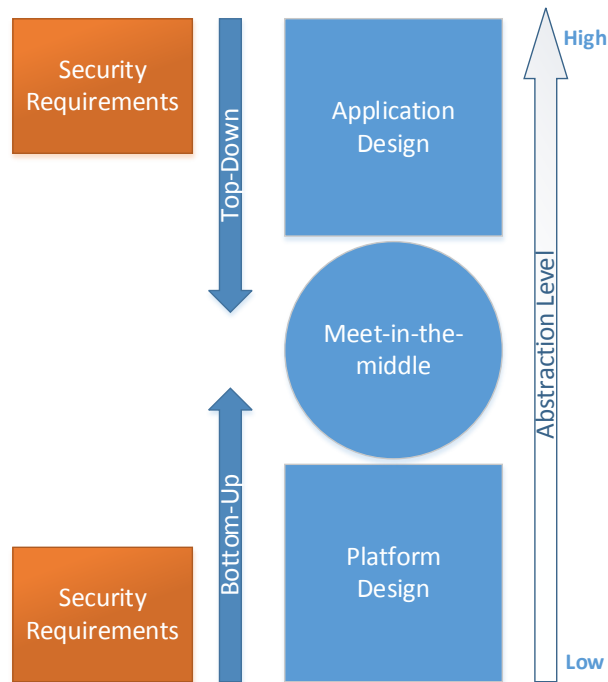 Security
Requirements
Top-Down
Application
Design
High
Meet-in-the-
middle
Abstraction Level
Bottom-Up
Security
Requirements
Platform
Design
Low